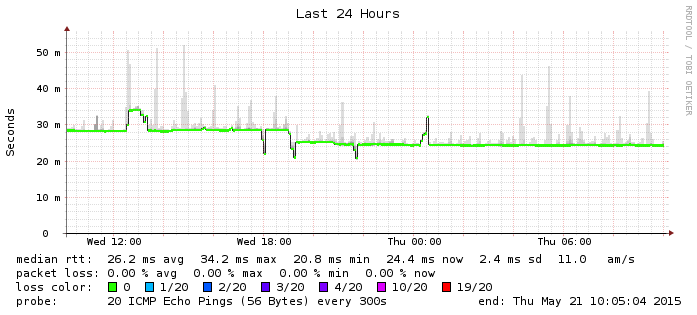 Last 24 Hours
RRDTOOL / TOBI OETIKER
Seconds
50 m
40 m
30 m
20 m
10 m
0
Wed 12:00 Wed 18:00 Thu 00:00 Thu 06:00
median rtt: 26.2 ms avg 34.2 ms max 20.8 ms min 24.4 ms now 2.4 ms sd 11.0 am/s
packet loss: 0.00 % avg 0.00 % max 0.00 % min 0.00 % now
loss color: 0 1/20 2/20 3/20 4/20 10/20 19/20
probe: 20 ICMP Echo Pings (56 Bytes) every 300s end: Thu May 21 10:05:04 2015